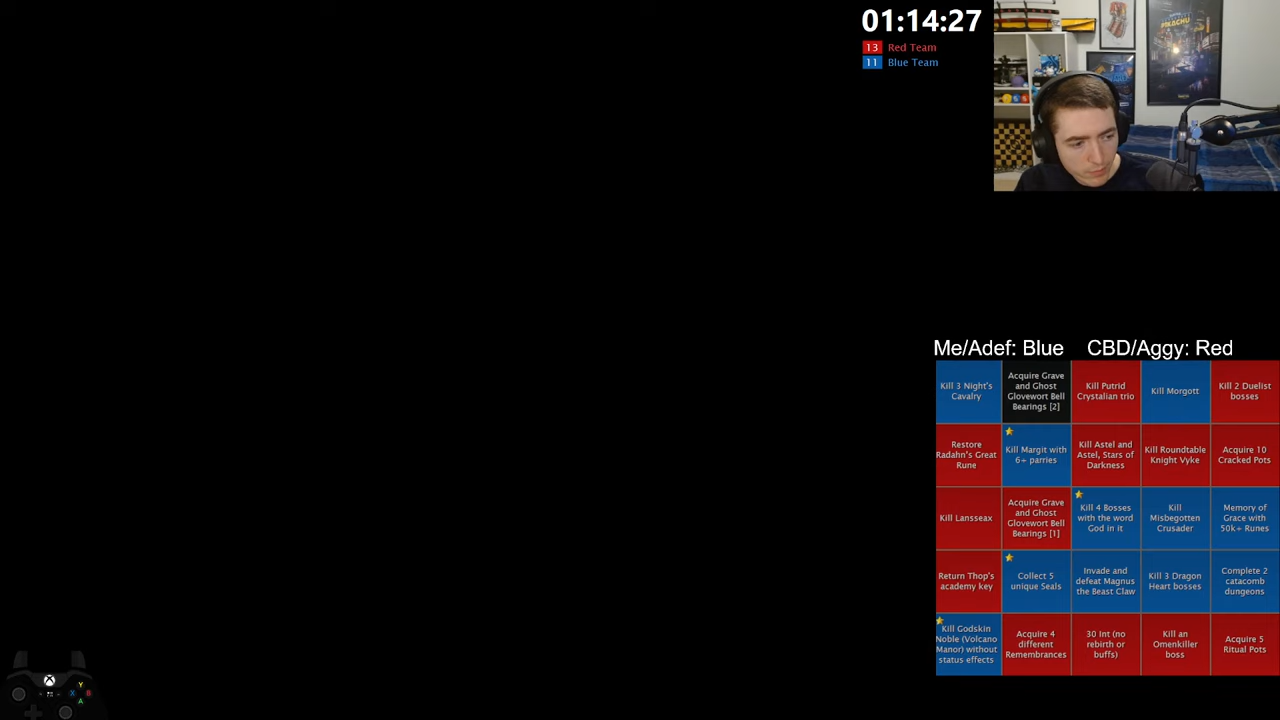 01:14:27
13 Red Team
11 Blue Team
PIKACHU
Me/Adef: Blue CBD/Aggy: Red
Kill 3 Night's
Cavalry
Acquire Grave
and Ghost
Glovewort Bell
Bearings [2]
Kill Putrid
Crystalian trio
Kill Morgott
Kill 2 Duelist
bosses
Restore
Radahn's Great
Rune
Kill Margit with
6+ parries
Kill Astel and
Astel, Stars of
Darkness
Kill Roundtable
Knight Vyke
Acquire 10
Cracked Pots
Kill Lansseax
Acquire Grave
and Ghost
Glovewort Bell
Bearings [1]
Kill 4 Bosses
with the word
God in it
Kill
Misbegotten
Crusader
Memory of
Grace with
50k+ Runes
Return Thop's
academy key
Collect 5
unique Seals
Invade and
defeat Magnus
the Beast Claw
Kill 3 Dragon
Heart bosses
Complete 2
catacomb
dungeons
Kill Godskin
Noble (Volcano
Manor) without
status effects
Acquire 4
different
Remembrances
30 Int (no
rebirth or
buffs)
Kill an
Omenkiller
boss
Acquire 5
Ritual Pots
Y
X B
A